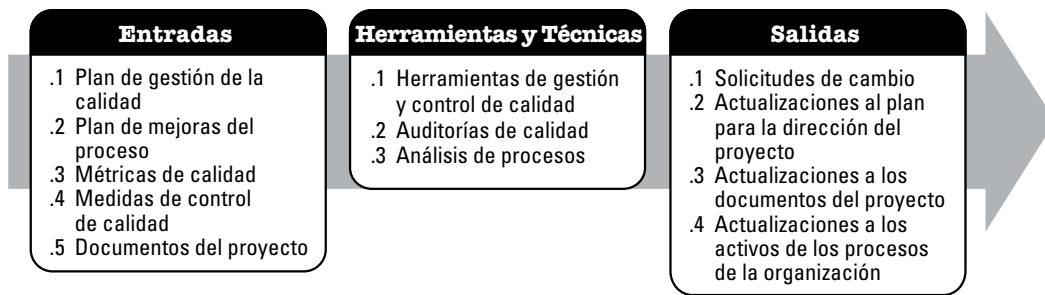 Entradas
.1 Plan de gestión de la
calidad
.2 Plan de mejoras del
proceso
.3 Métricas de calidad
.4 Medidas de control
de calidad
.5 Documentos del proyecto
Herramientas y Técnicas
.1 Herramientas de gestión
y control de calidad
.2 Auditorías de calidad
.3 Análisis de procesos
Salidas
.1 Solicitudes de cambio
.2 Actualizaciones al plan
para la dirección del
proyecto
.3 Actualizaciones a los
documentos del proyecto
.4 Actualizaciones a los
activos de los procesos
de la organización